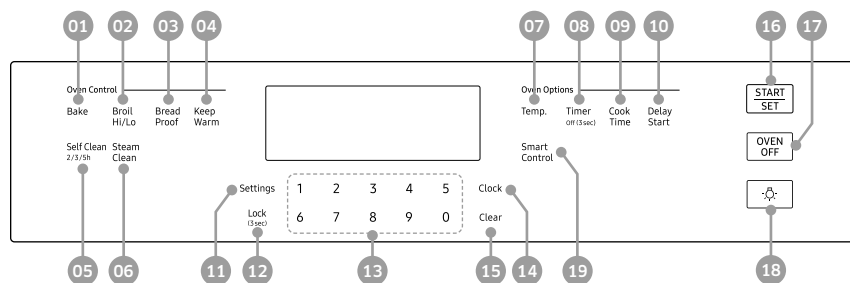 01 02 03 04 07 08 09 10 16 17
Oven Control
Bake
Broil
Hi/Lo
Bread
Proof
Keep
Warm
Self Clean
2/3/5h
Steam
Clean
Oven Options
Temp.
Timer
Off (3 sec)
Cook
Time
Delay
Start
Smart
Control
START
SET
OVEN
OFF
Settings
1 2 3 4 5
Clock
Lock
(3 sec)
6 7 8 9 0
Clear
05 06 11 12 13 15 14 19 18